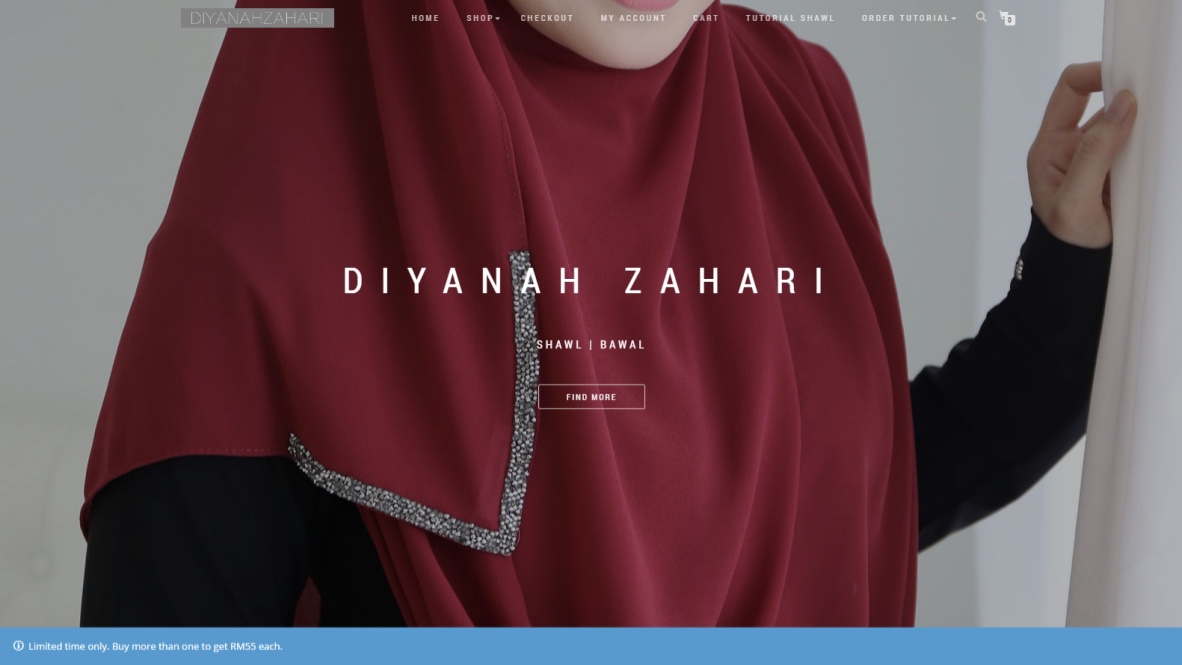 DIYANAHZAHARI
HOME SHOP CHECKOUT MY ACCOUNT CART TUTORIAL SHAWL ORDER TUTORIAL 0
DIYANAH ZAHARI
SHAWL | BAWAL
FIND MORE
Limited time only. Buy more than one to get RM55 each.